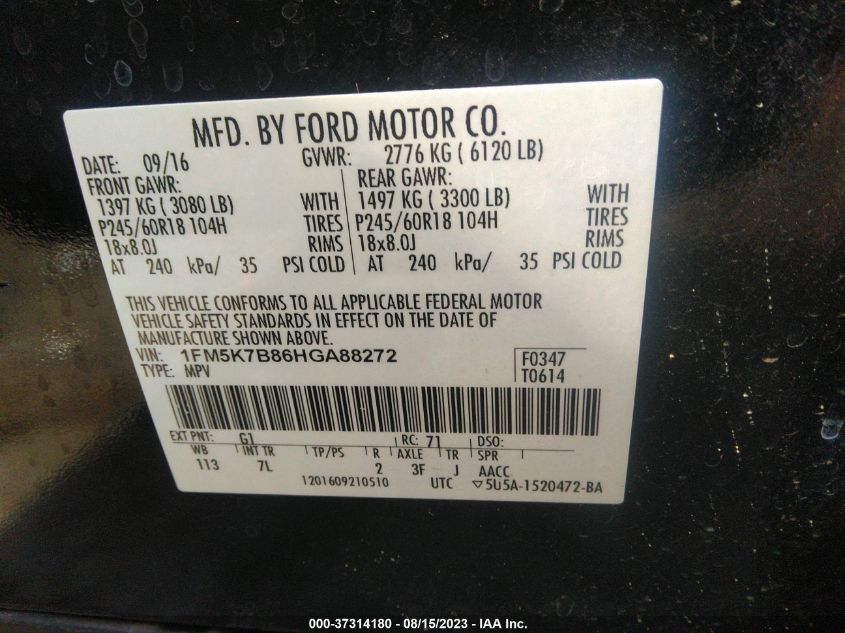 MFD. BY FORD MOTOR CO.
DATE: 09/16 GVWR: 2776 KG ( 6120 LB)
FRONT GAWR: REAR GAWR:
1397 KG ( 3080 LB) WITH 1497 KG ( 3300 LB) WITH
P245/60R18 104H TIRES P245/60R18 104H TIRES
18x8.0J RIMS 18x8.0J RIMS
AT 240 kPa/ 35 PSI COLD AT 240 kPa/ 35 PSI COLD
THIS VEHICLE CONFORMS TO ALL APPLICABLE FEDERAL MOTOR
VEHICLE SAFETY STANDARDS IN EFFECT ON THE DATE OF
MANUFACTURE SHOWN ABOVE.
VIN: 1FM5K7B86HGA88272 F0347
TYPE: MPV T0614
EXT PNT: G1 RC: 71 DSO:
WB INT TR TP/PS R AXLE TR SPR
113 7L 2 3F J AACC
1201609210510 UTC ▽5U5A-1520472-BA
000-37314180 - 08/15/2023 - IAA Inc.